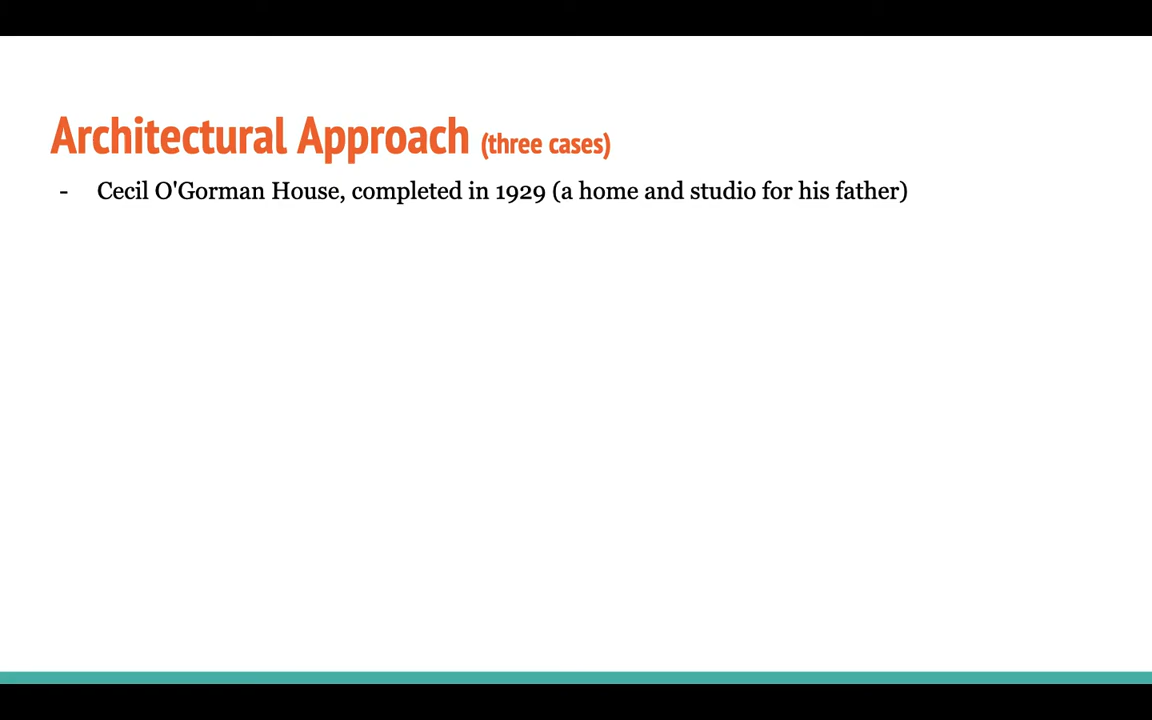 Architectural Approach (three cases)
- Cecil O'Gorman House, completed in 1929 (a home and studio for his father)